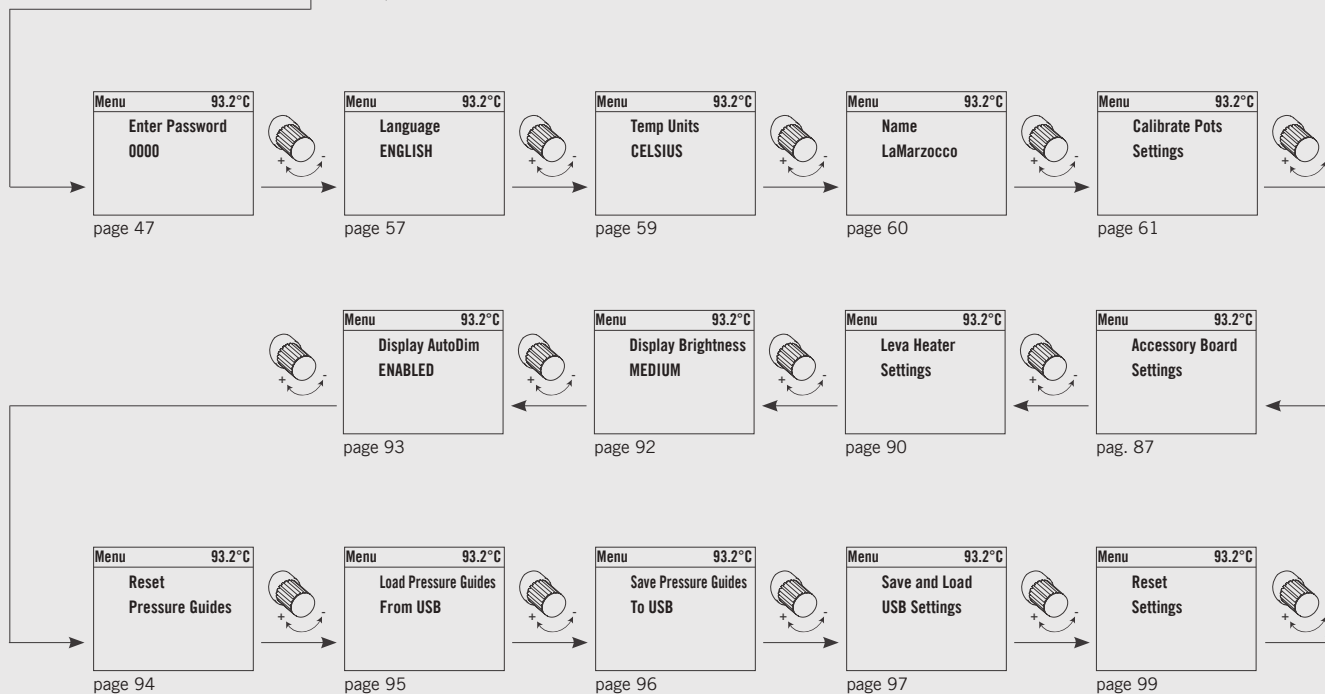 Menu 93.2°C
Enter Password
0000
page 47
Menu 93.2°C
Language
ENGLISH
page 57
Menu 93.2°C
Temp Units
CELSIUS
page 59
Menu 93.2°C
Name
LaMarzocco
page 60
Menu 93.2°C
Calibrate Pots
Settings
page 61
+ -
+ -
+ -
+ -
+ -
Menu 93.2°C
Display AutoDim
ENABLED
page 93
Menu 93.2°C
Display Brightness
MEDIUM
page 92
Menu 93.2°C
Leva Heater
Settings
page 90
Menu 93.2°C
Accessory Board
Settings
pag. 87
+ -
+ -
+ -
+ -
Menu 93.2°C
Reset
Pressure Guides
page 94
Menu 93.2°C
Load Pressure Guides
From USB
page 95
Menu 93.2°C
Save Pressure Guides
To USB
page 96
Menu 93.2°C
Save and Load
USB Settings
page 97
Menu 93.2°C
Reset
Settings
page 99
+ -
+ -
+ -
+ -
+ -